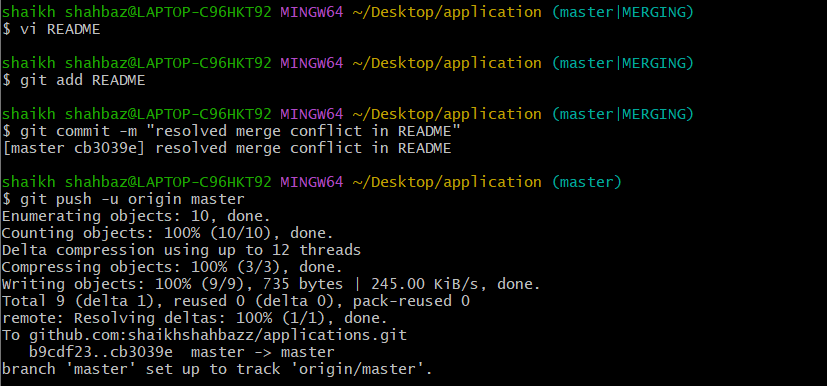 shaikh shahbaz@LAPTOP-C96HKT92 MINGW64 ~/Desktop/application (master|MERGING)
$ vi README
shaikh shahbaz@LAPTOP-C96HKT92 MINGW64 ~/Desktop/application (master|MERGING)
$ git add README
shaikh shahbaz@LAPTOP-C96HKT92 MINGW64 ~/Desktop/application (master|MERGING)
$ git commit -m "resolved merge conflict in README"
[master cb3039e] resolved merge conflict in README
shaikh shahbaz@LAPTOP-C96HKT92 MINGW64 ~/Desktop/application (master)
$ git push -u origin master
Enumerating objects: 10, done.
Counting objects: 100% (10/10), done.
Delta compression using up to 12 threads
Compressing objects: 100% (3/3), done.
Writing objects: 100% (9/9), 735 bytes | 245.00 KiB/s, done.
Total 9 (delta 1), reused 0 (delta 0), pack-reused 0
remote: Resolving deltas: 100% (1/1), done.
To github.com:shaikhshahbazz/applications.git
   b9cdf23..cb3039e  master -> master
branch 'master' set up to track 'origin/master'.